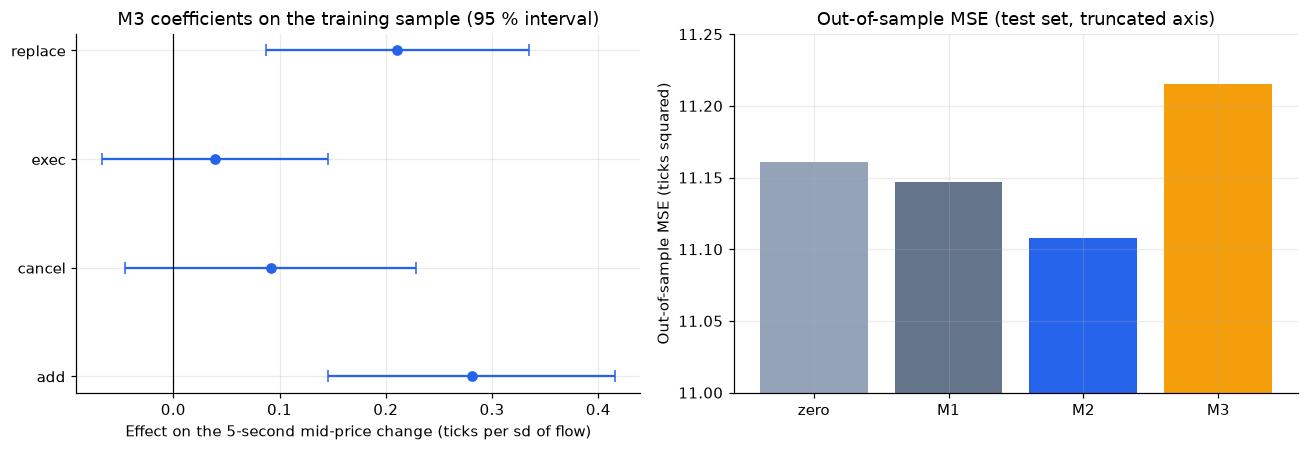 M3 coefficients on the training sample (95 % interval)
replace
exec
cancel
add
0.0 0.1 0.2 0.3 0.4
Effect on the 5-second mid-price change (ticks per sd of flow)
Out-of-sample MSE (test set, truncated axis)
Out-of-sample MSE (ticks squared)
11.25
11.20
11.15
11.10
11.05
11.00
zero M1 M2 M3